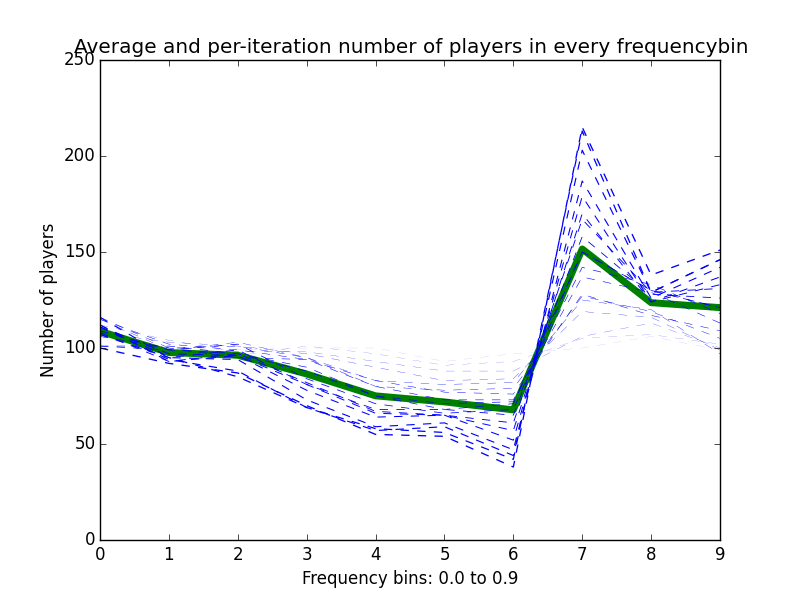 Average and per-iteration number of players in every frequencybin
250
200
150
100
50
0
Number of players
0 1 2 3 4 5 6 7 8 9
Frequency bins: 0.0 to 0.9